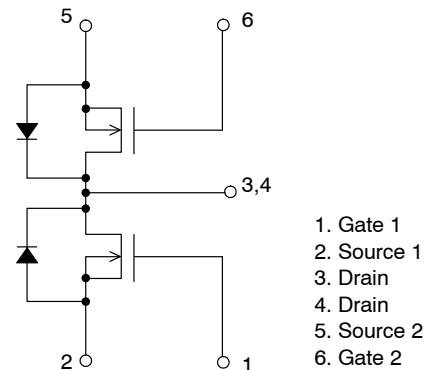 5
6
3,4
2
1
1. Gate 1
2. Source 1
3. Drain
4. Drain
5. Source 2
6. Gate 2